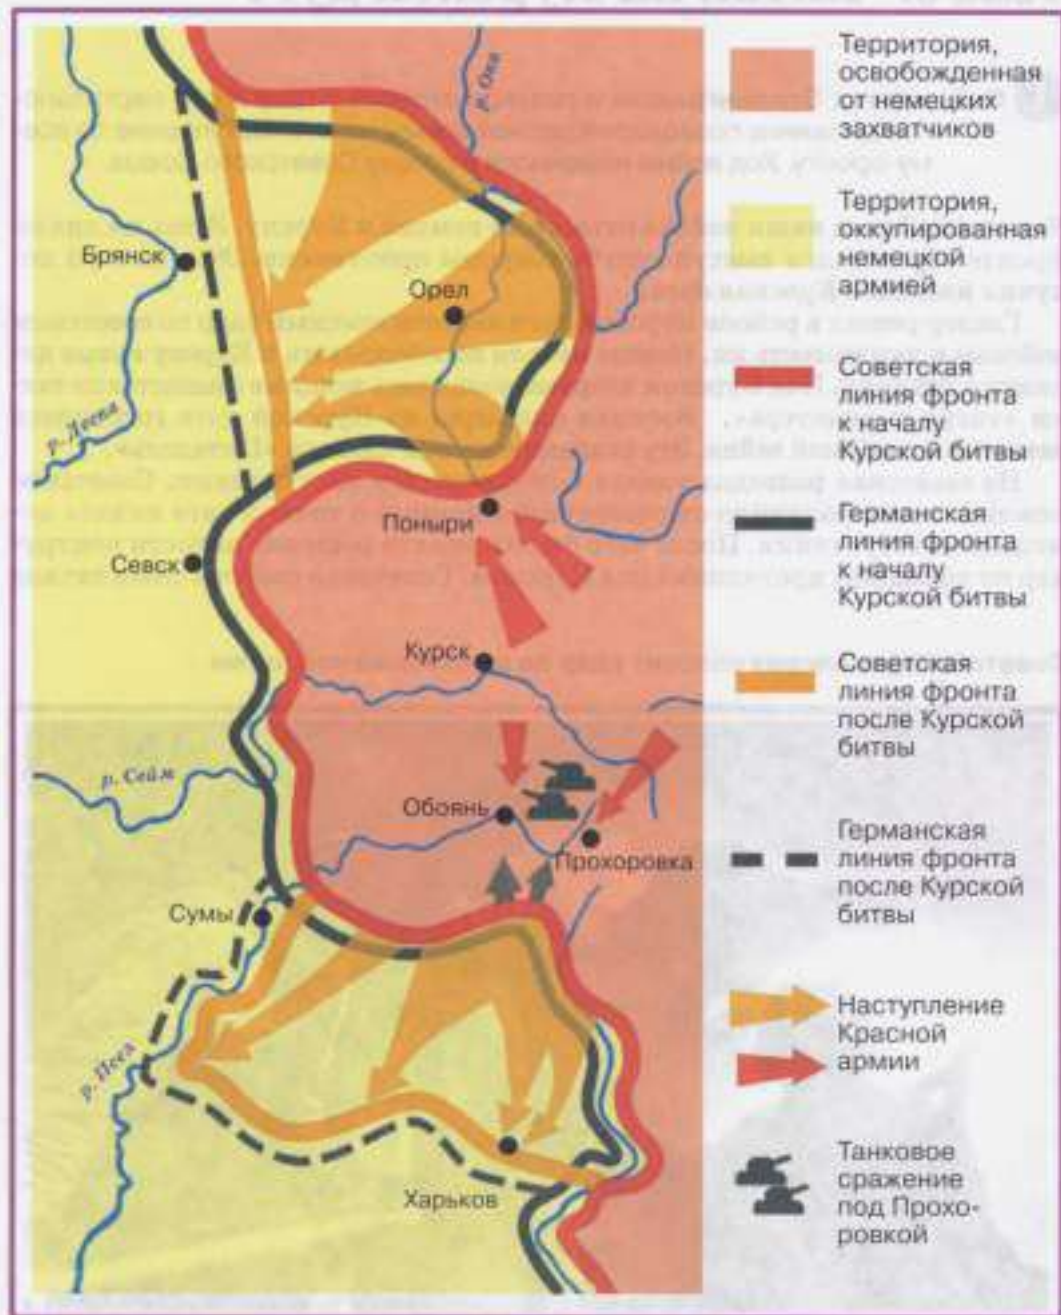 р. Ока
Брянск
Орел
р. Десна
Поныри
Севск
Курск
р. Сейм
Обоянь
Прохоровка
Сумы
р. Псел
Харьков
Территория,
освобожденная
от немецких
захватчиков
Территория,
оккупированная
немецкой
армией
Советская
линия фронта
к началу
Курской битвы
Германская
линия фронта
к началу
Курской битвы
Советская
линия фронта
после Курской
битвы
Германская
линия фронта
после Курской
битвы
Наступление
Красной
армии
Танковое
сражение
под Прохо-
ровкой